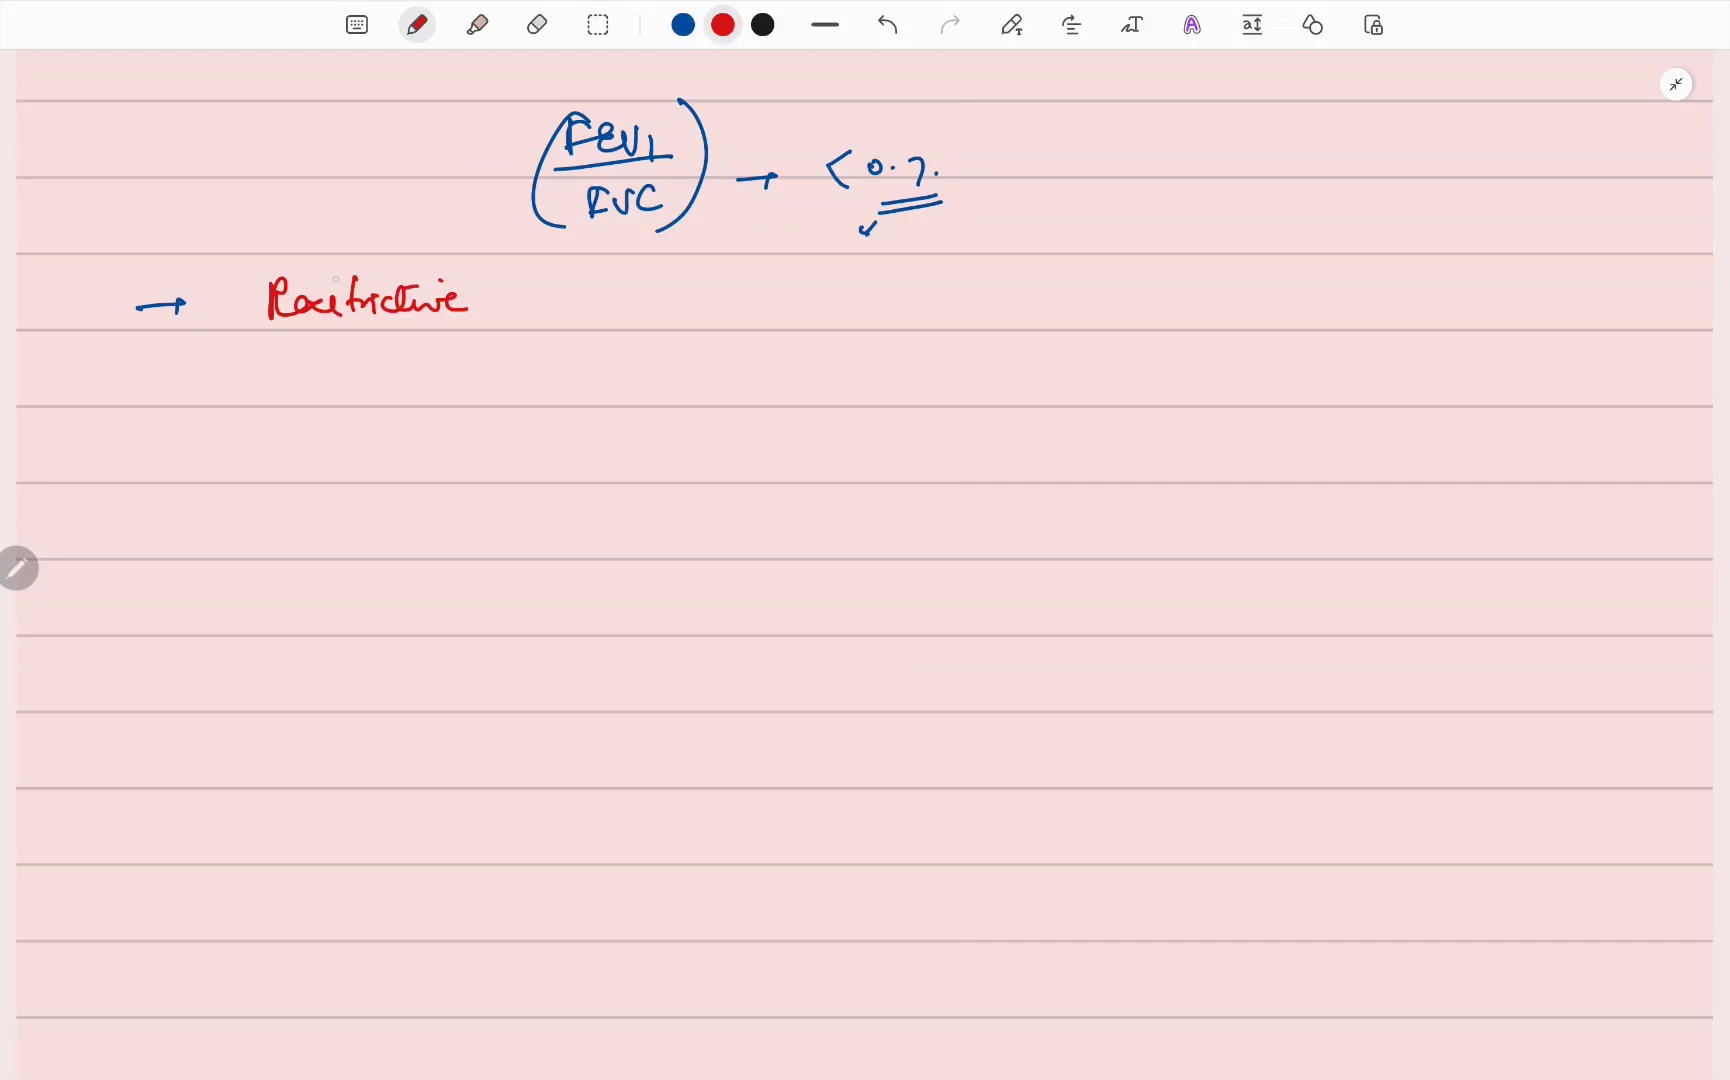 (FEV1 / FVC) → < 0.7.
→ Restrictive